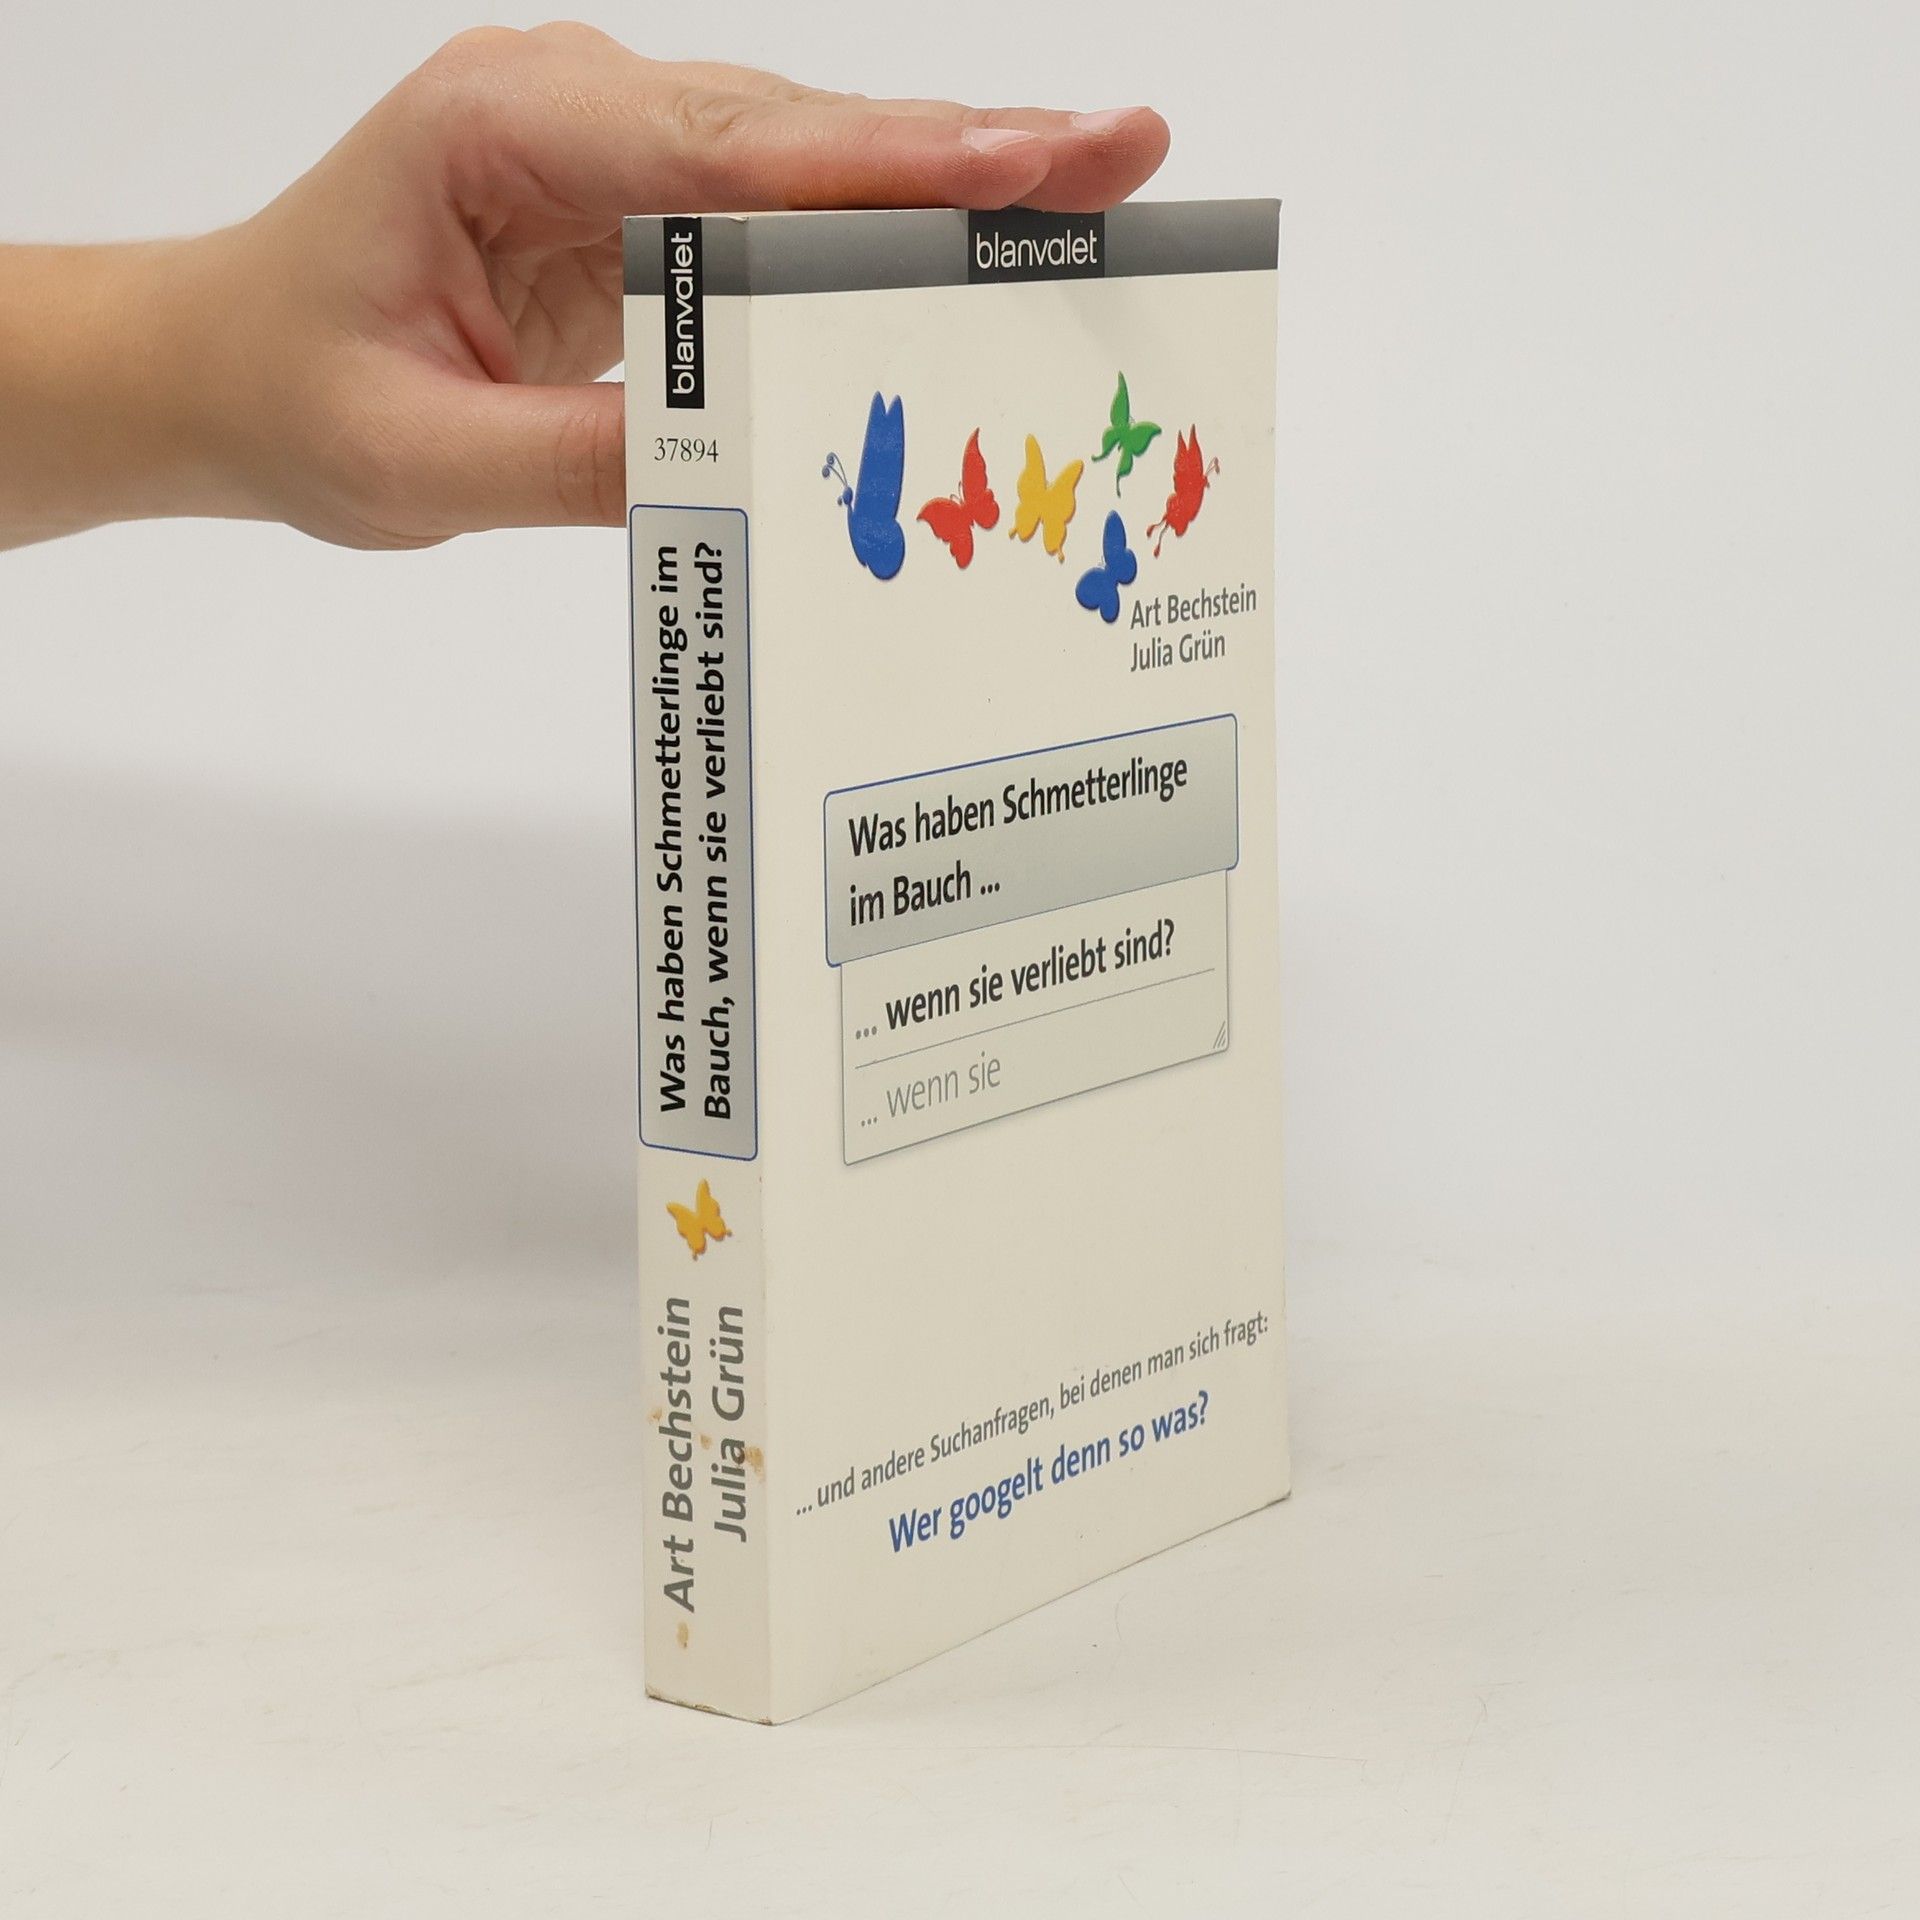 blanvalet
37894
Was haben Schmetterlinge im
Bauch, wenn sie verliebt sind?
Art Bechstein
Julia Grün
blanvalet
Art Bechstein
Julia Grün
Was haben Schmetterlinge
im Bauch ...
... wenn sie verliebt sind?
... wenn sie
... und andere Suchanfragen, bei denen man sich fragt:
Wer googelt denn so was?